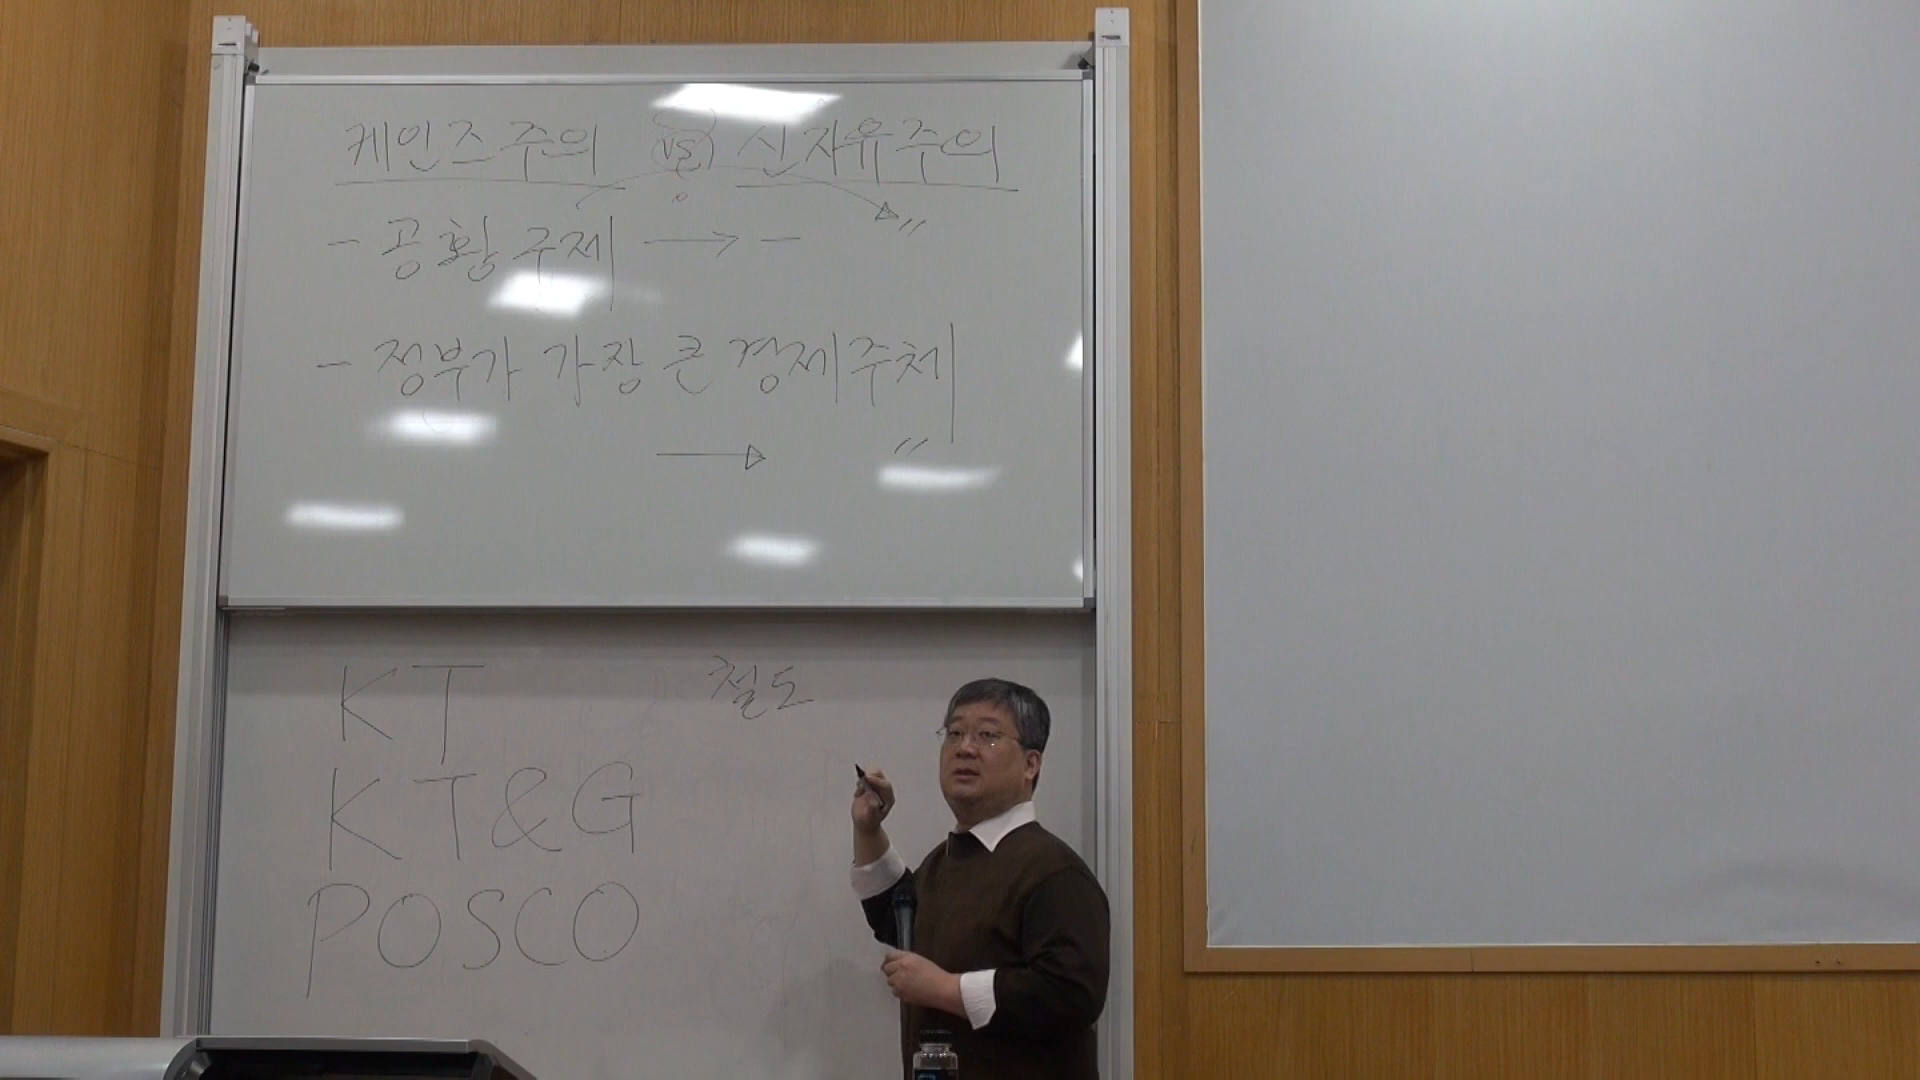 케인즈주의 vs 신자유주의
- 공황 구제 → - 〃
- 정부가 가장 큰 경제주체
→ 〃
KT 철도
KT&G
POSCO